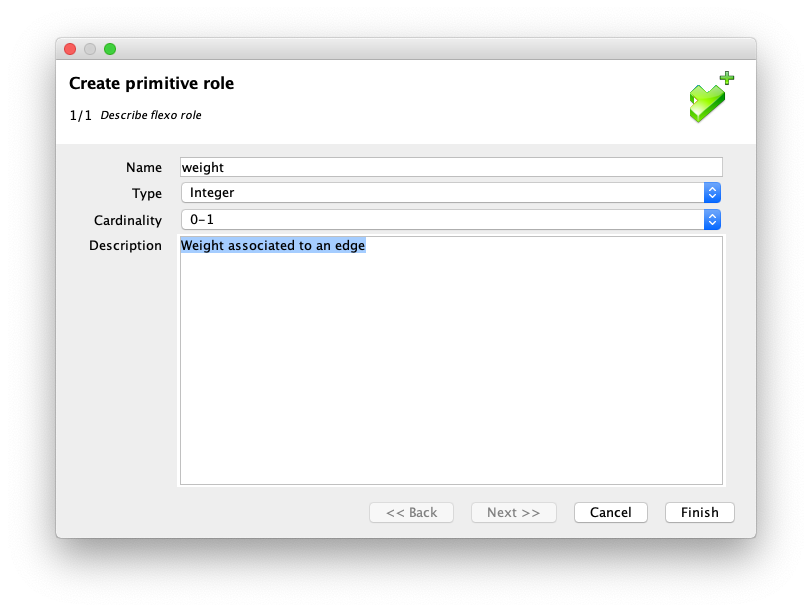 Create primitive role
1/1 Describe flexo role
Name weight
Type Integer
Cardinality 0-1
Description Weight associated to an edge
<< Back Next >> Cancel Finish